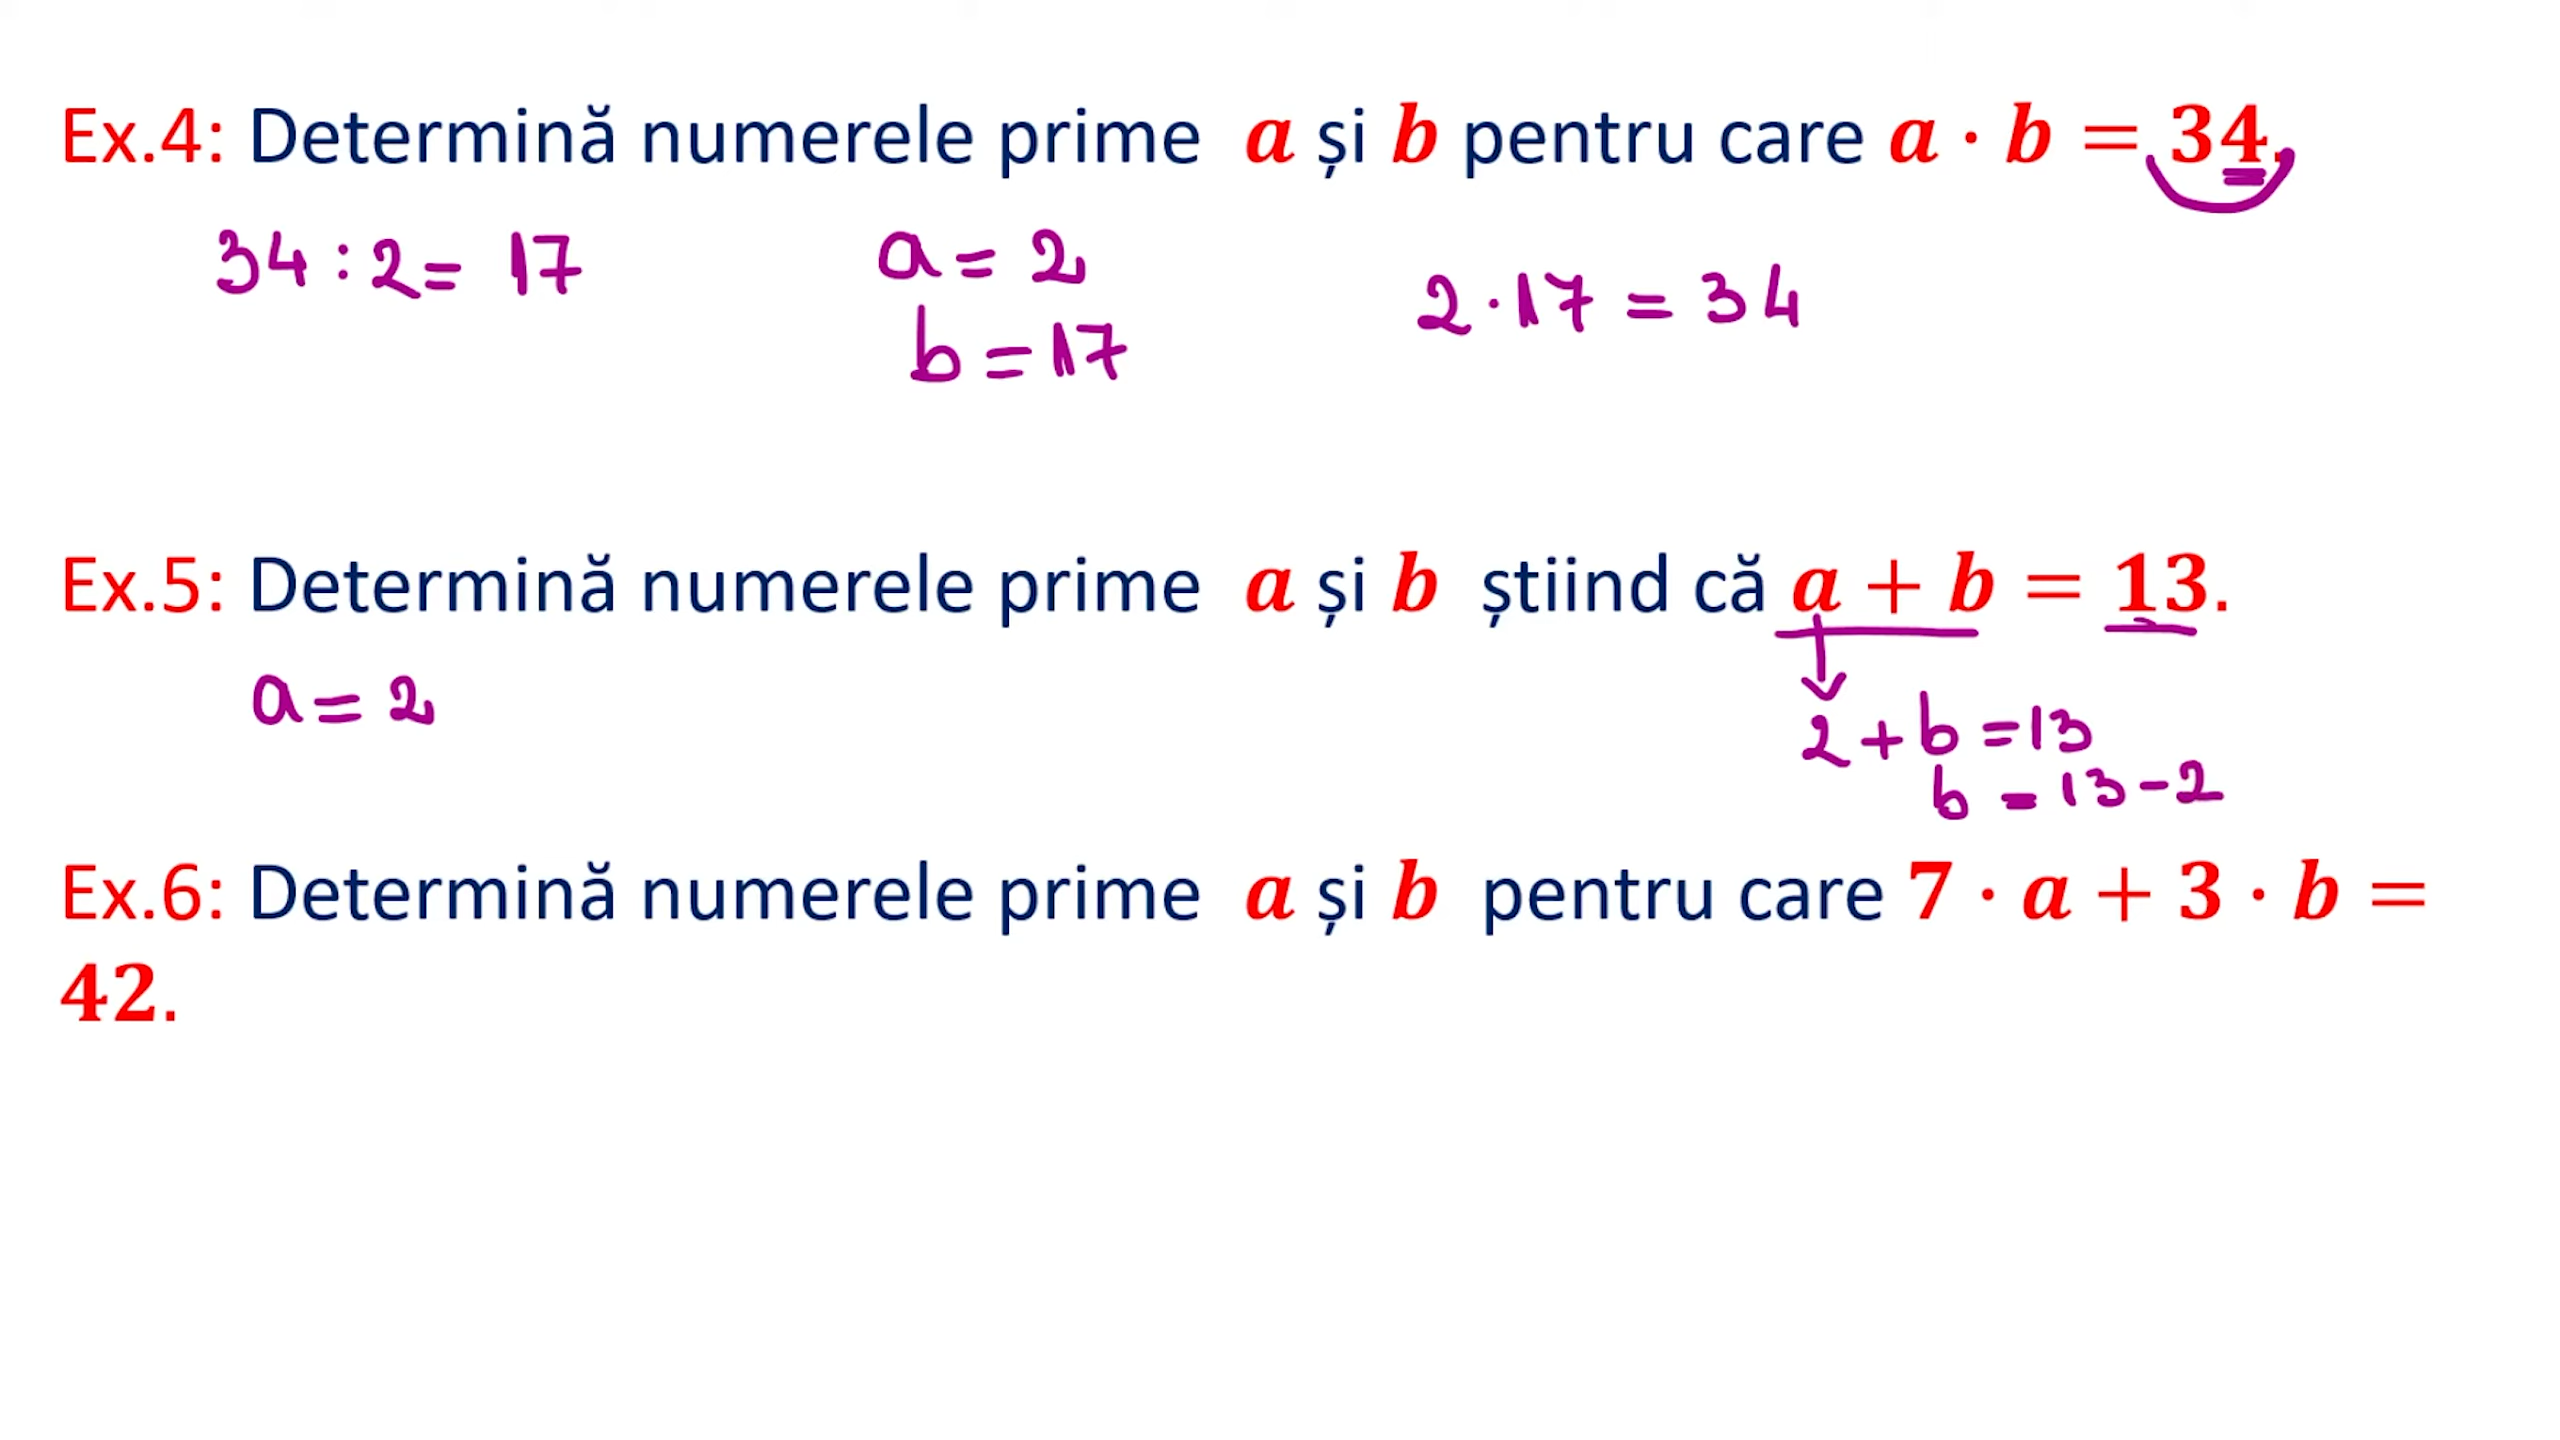 Ex.4: Determină numerele prime a și b pentru care a · b = 34.
34 : 2 = 17
a = 2
2 · 17 = 34
b = 17
Ex.5: Determină numerele prime a și b știind că a + b = 13.
a = 2
2 + b = 13
b = 13 - 2
Ex.6: Determină numerele prime a și b pentru care 7 · a + 3 · b =
42.